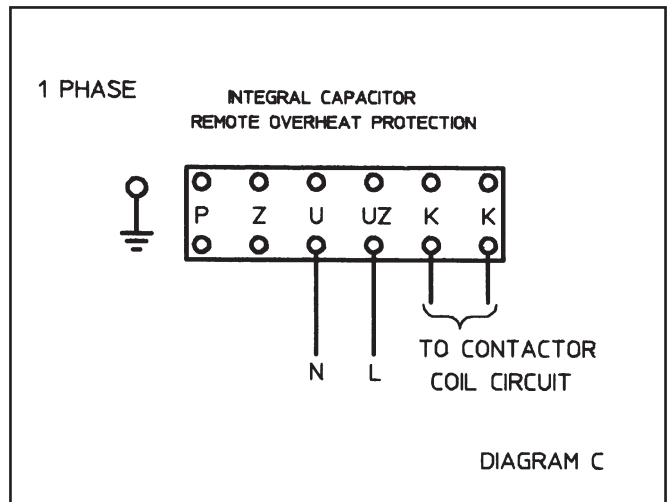 1 PHASE
INTEGRAL CAPACITOR
REMOTE OVERHEAT PROTECTION
P Z U UZ K K
N L
TO CONTACTOR
COIL CIRCUIT
DIAGRAM C